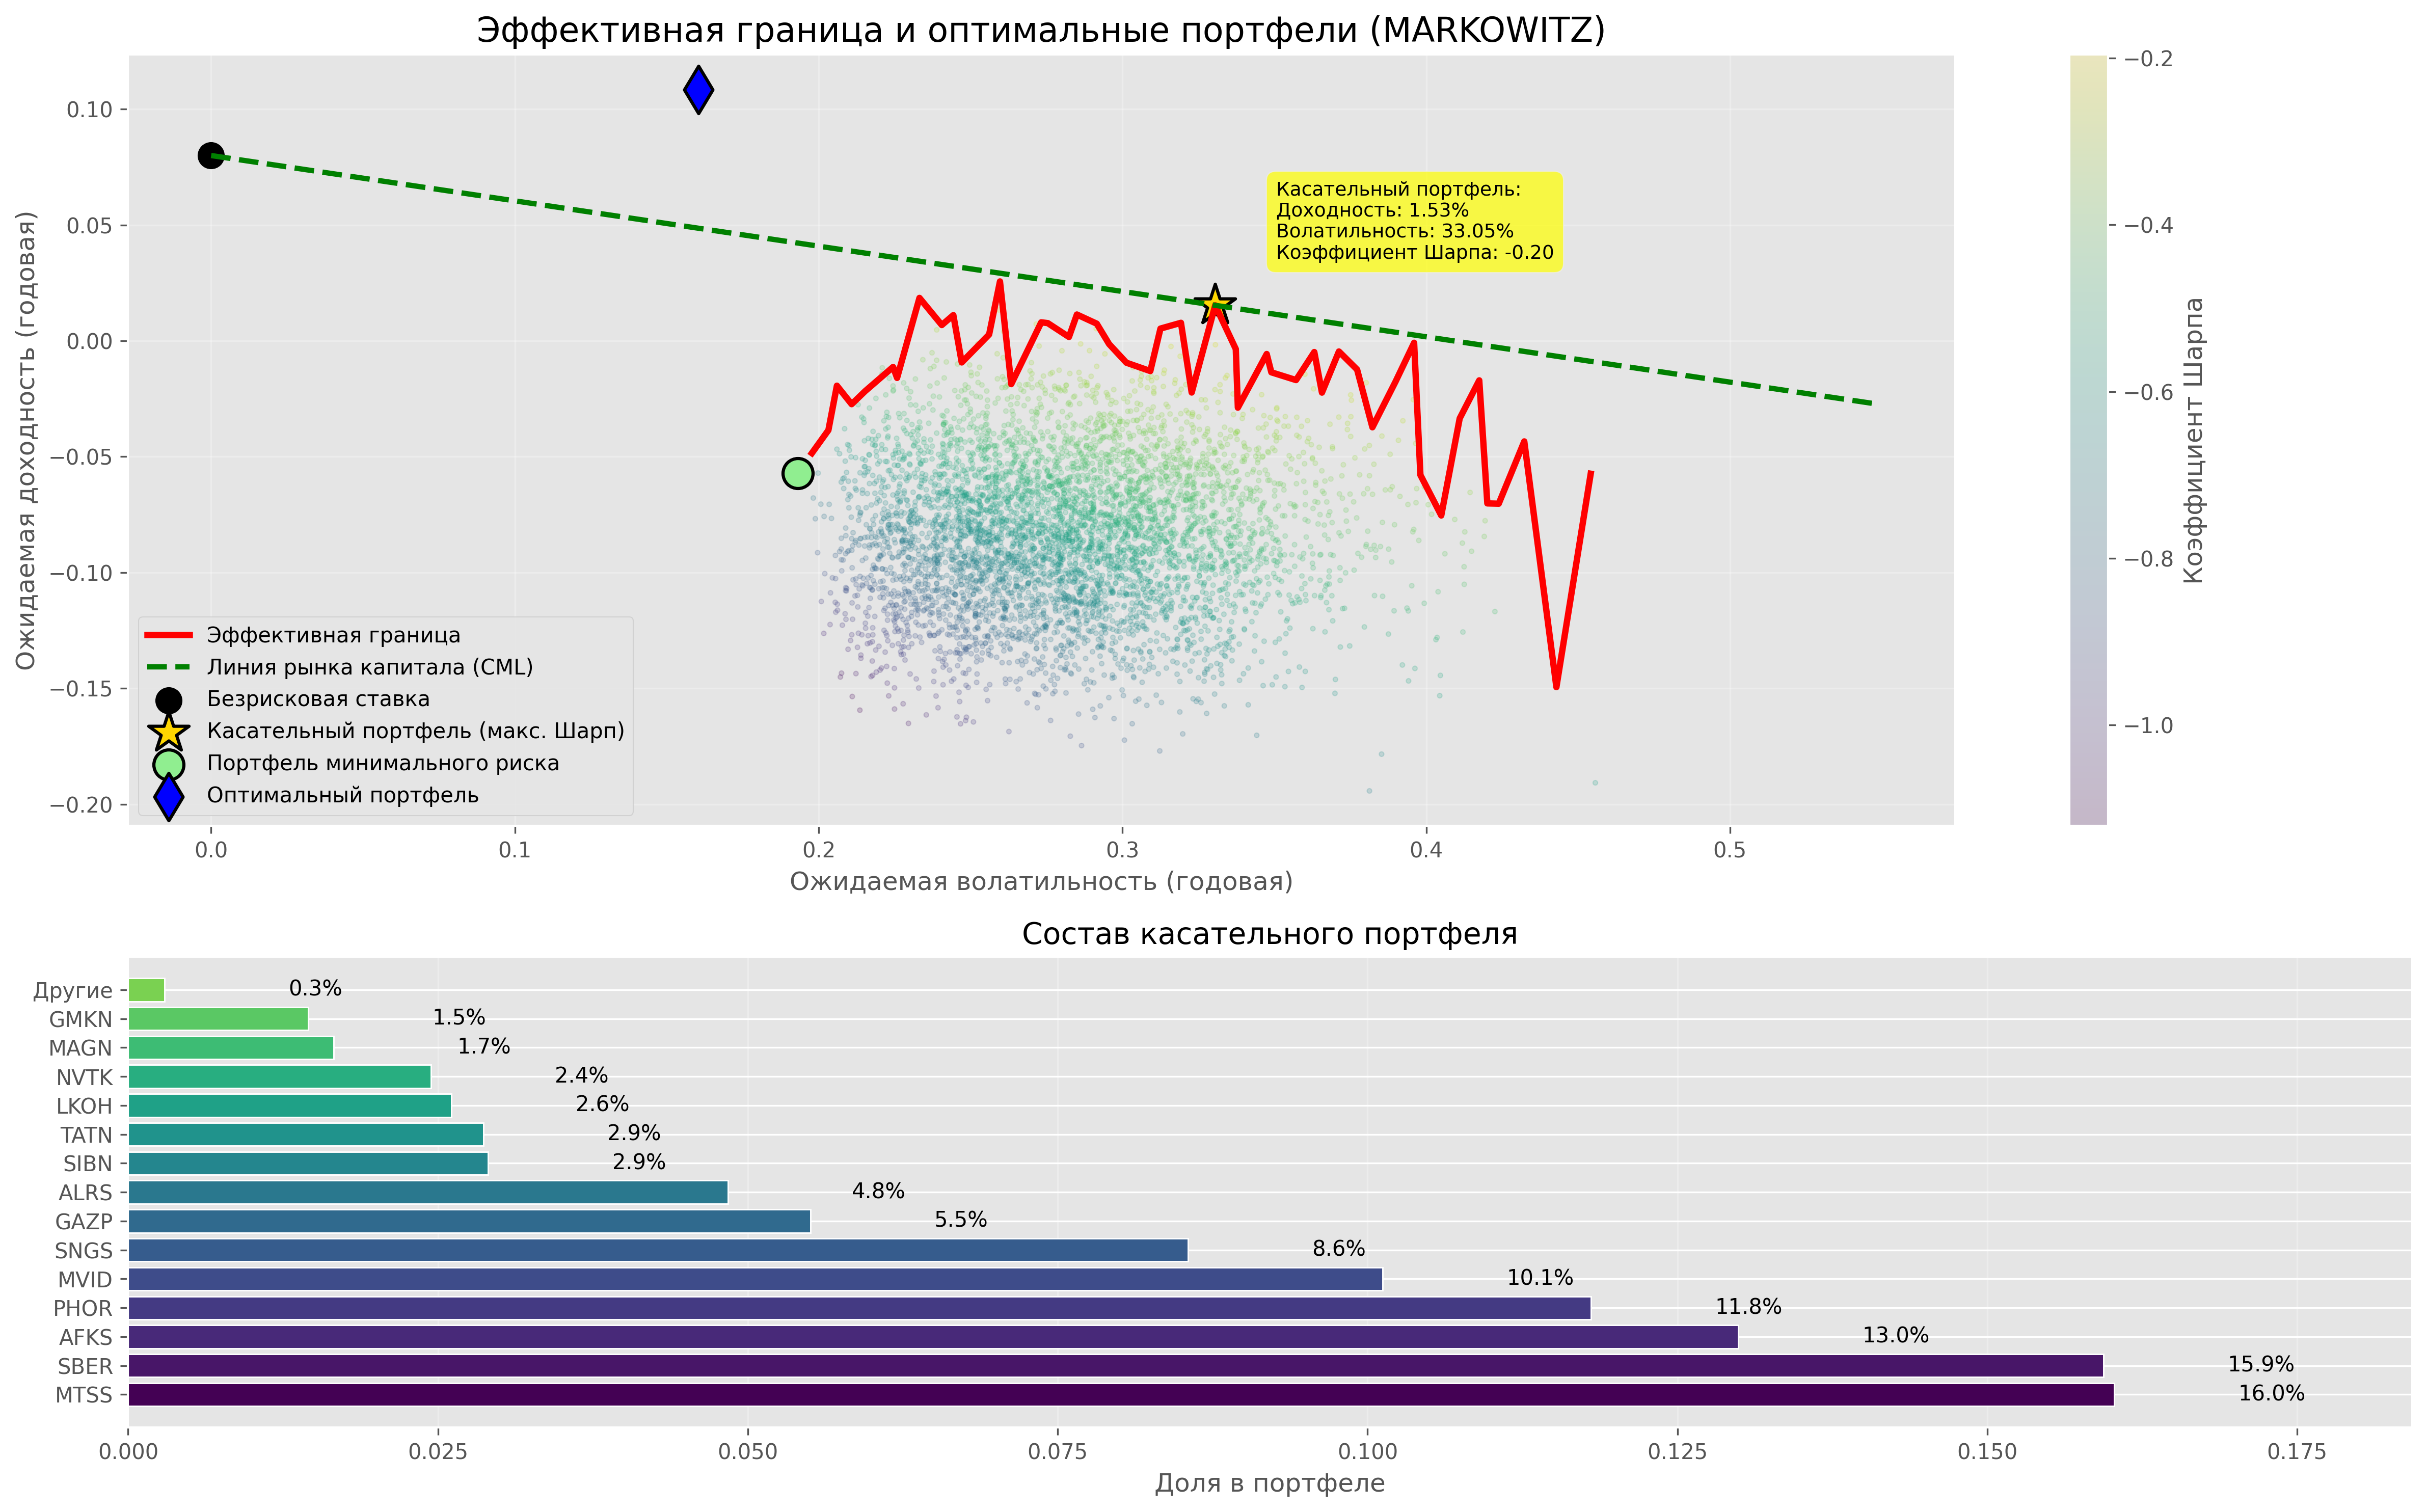 Эффективная граница и оптимальные портфели (MARKOWITZ)
Ожидаемая доходность (годовая)
0.10
0.05
0.00
−0.05
−0.10
−0.15
−0.20
Касательный портфель:
Доходность: 1.53%
Волатильность: 33.05%
Коэффициент Шарпа: -0.20
Эффективная граница
Линия рынка капитала (CML)
Безрисковая ставка
Касательный портфель (макс. Шарп)
Портфель минимального риска
Оптимальный портфель
0.0
0.1
0.2
0.3
0.4
0.5
Ожидаемая волатильность (годовая)
−0.2
−0.4
−0.6
−0.8
−1.0
Коэффициент Шарпа
Состав касательного портфеля
Другие 0.3%
GMKN 1.5%
MAGN 1.7%
NVTK 2.4%
LKOH 2.6%
TATN 2.9%
SIBN 2.9%
ALRS 4.8%
GAZP 5.5%
SNGS 8.6%
MVID 10.1%
PHOR 11.8%
AFKS 13.0%
SBER 15.9%
MTSS 16.0%
0.000 0.025 0.050 0.075 0.100 0.125 0.150 0.175
Доля в портфеле